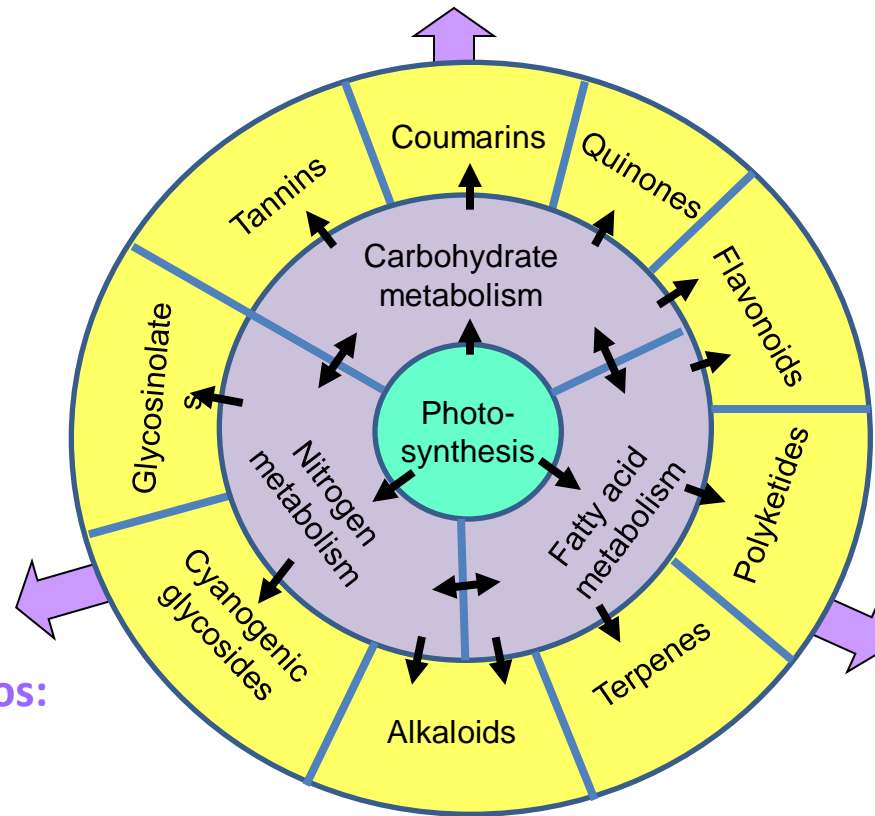 Coumarins
Quinones
Tannins
Flavonoids
Carbohydrate
metabolism
Glycosinolate
s
Photo-
synthesis
Nitrogen
metabolism
Fatty acid
metabolism
Polyketides
Cyanogenic
glycosides
Terpenes
Alkaloids
os: